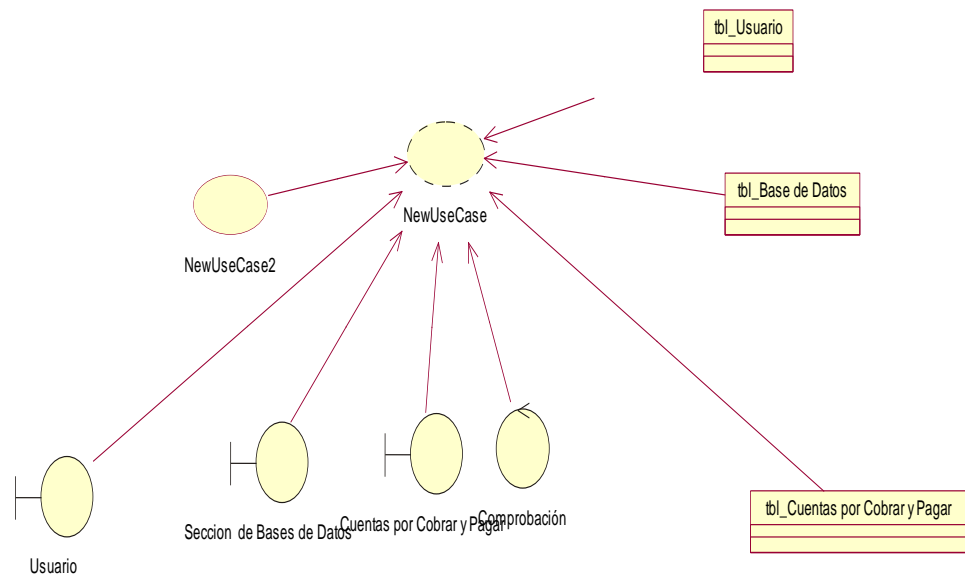 tbl_Usuario
tbl_Base de Datos
NewUseCase
NewUseCase2
Seccion de Bases de Datos
Cuentas por Cobrar y Pagar
Comprobación
tbl_Cuentas por Cobrar y Pagar
Usuario